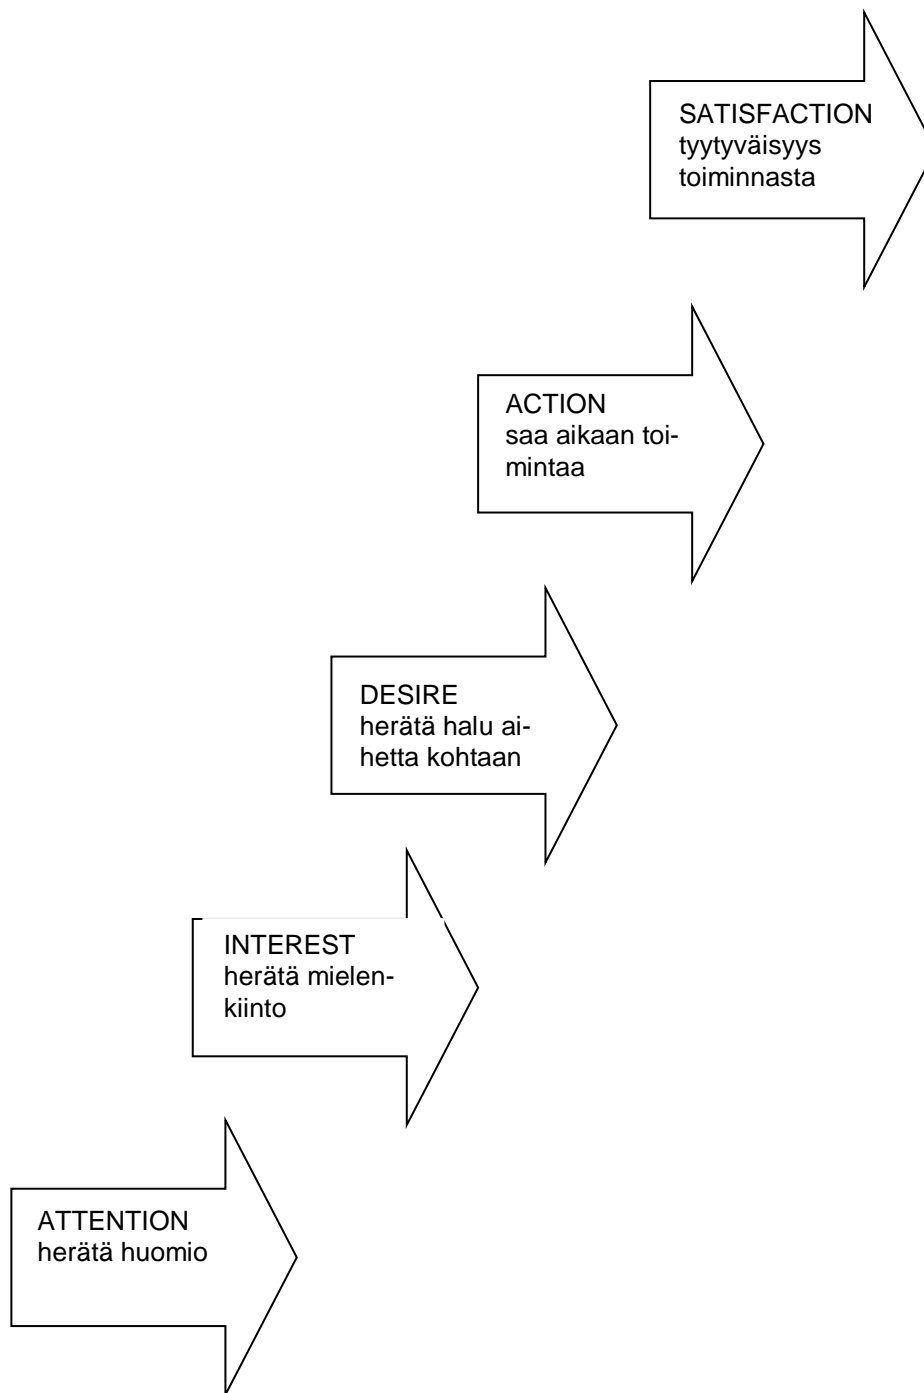 SATISFACTION
tyytyväisyys
toiminnasta
ACTION
saa aikaan toi-
mintaa
DESIRE
herätä halu ai-
hetta kohtaan
INTEREST
herätä mielen-
kiinto
ATTENTION
herätä huomio